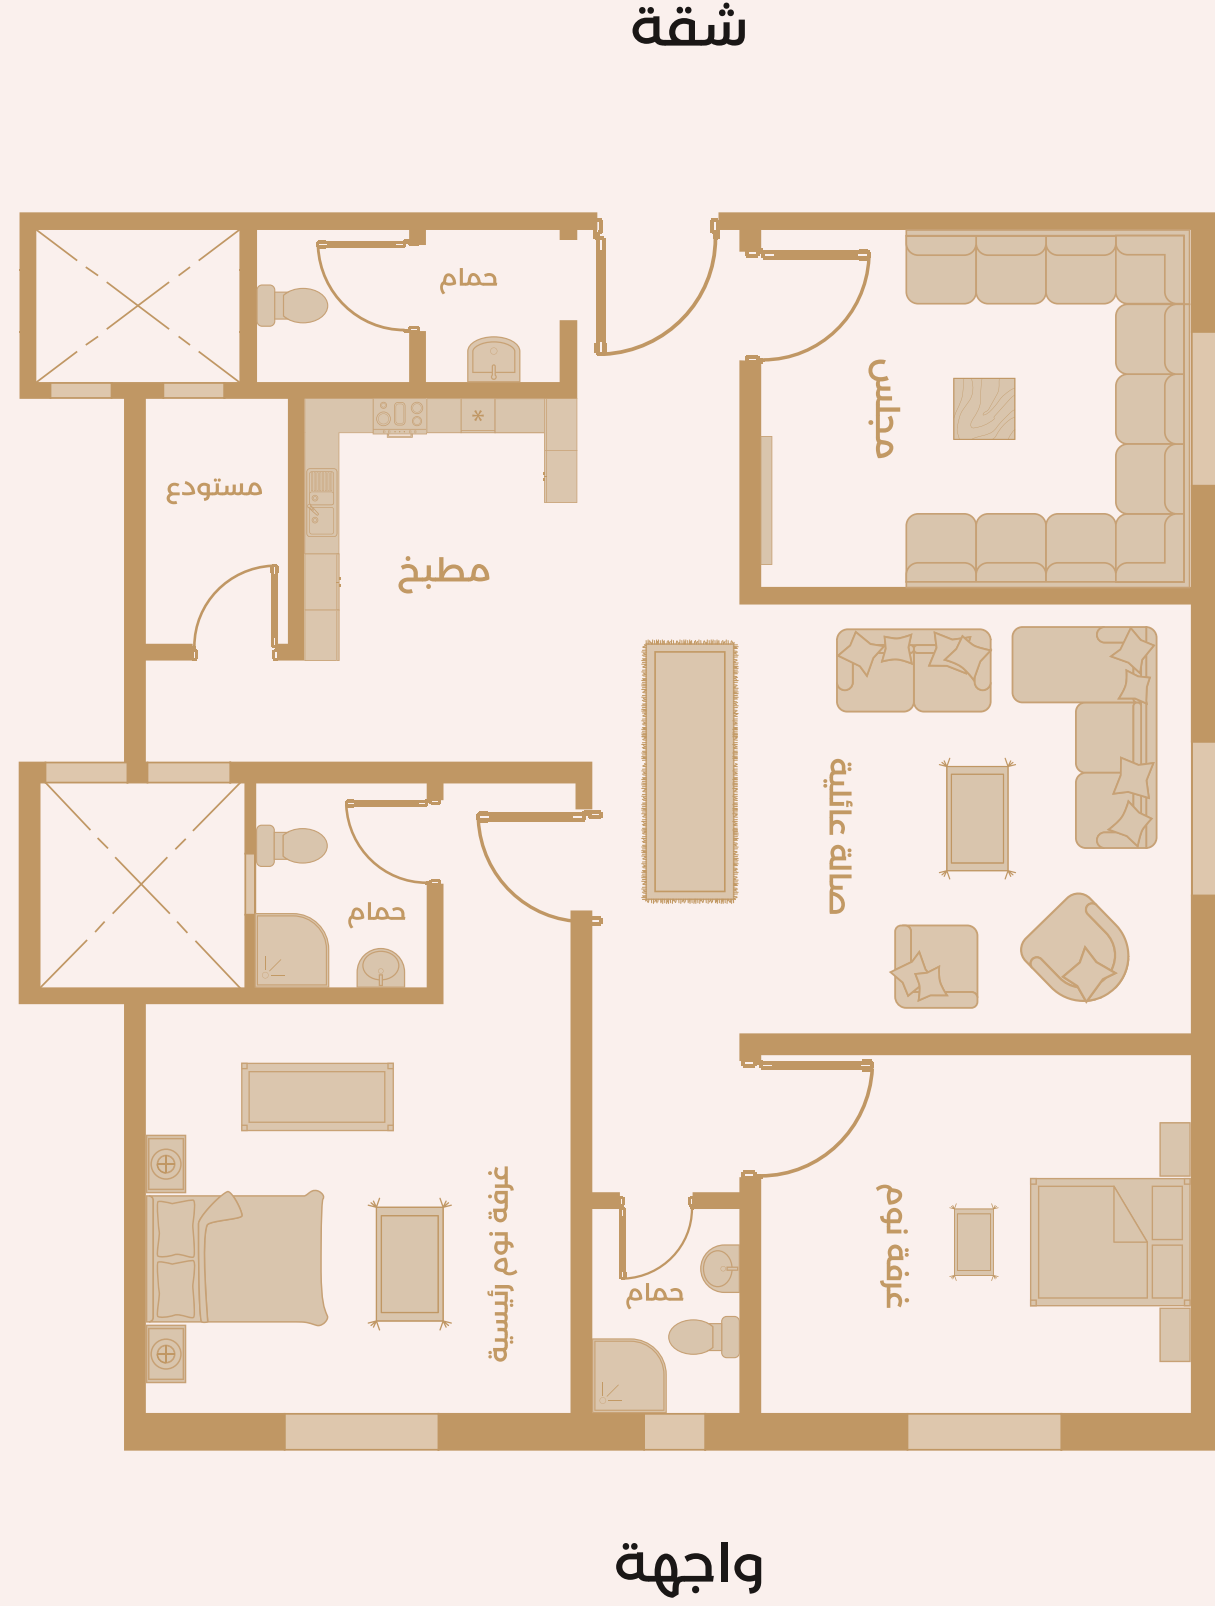 شقة
حمام
مجلس
مستودع
مطبخ
صالة عائلية
حمام
غرفة نوم رئيسية
غرفة نوم
حمام
واجهة